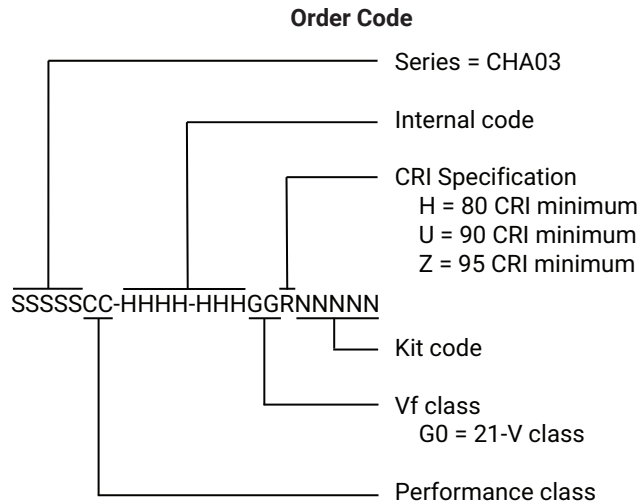 Order Code
Series = CHA03
Internal code
CRI Specification
H = 80 CRI minimum
U = 90 CRI minimum
Z = 95 CRI minimum
SSSSSCC-HHHH-HHHGGRNNNNN
Kit code
Vf class
G0 = 21-V class
Performance class